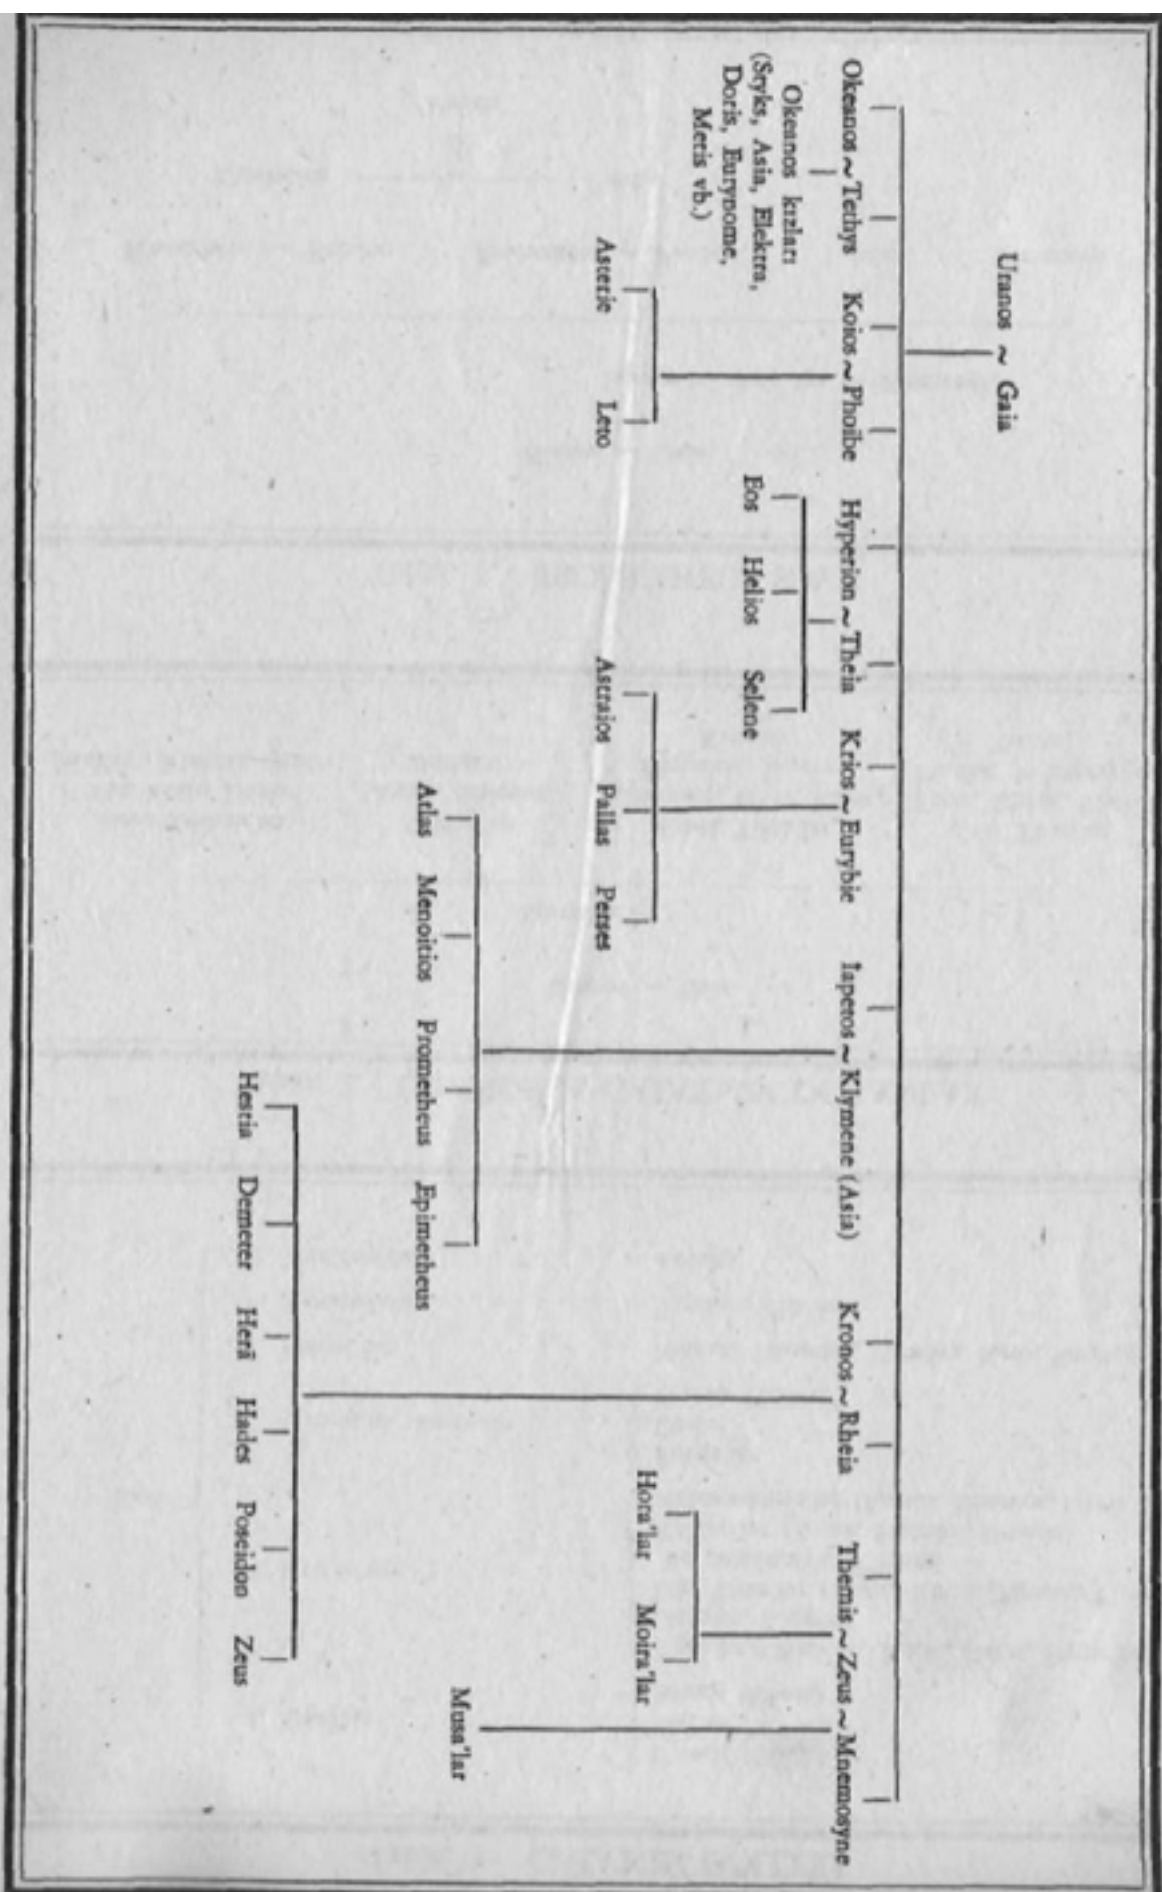 Uranos ~ Gaia
Okeanos ~ Tethys Koios ~ Phoibe Hyperion ~ Theia Krios ~ Eurybie İapetos ~ Klymene (Asia) Kronos ~ Rheia Themis ~ Zeus ~ Mnemosyne
Okeanos kızları
(Styks, Asia, Elektra,
Doris, Eurynome,
Metis vb.)
Eos Helios Selene
Asterie Leto
Astraios Pallas Perses
Hora'lar Moira'lar
Atlas Menoitios Prometheus Epimetheus
Musa'lar
Hestia Demeter Herâ Hades Poseidon Zeus